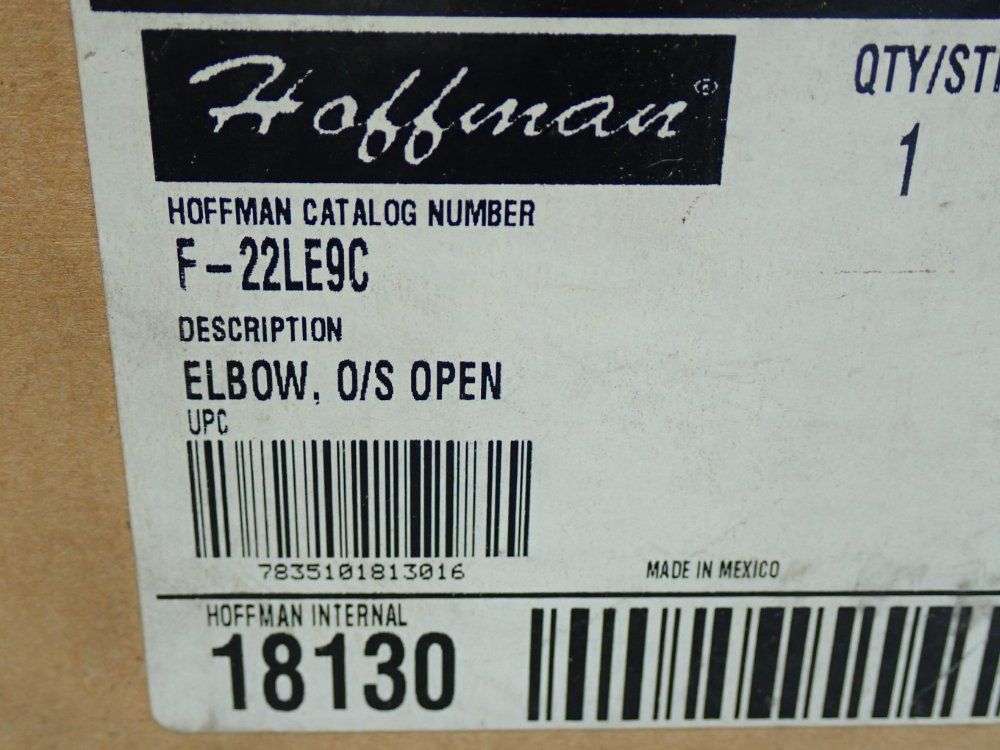 Hoffman®
QTY/ST
1
HOFFMAN CATALOG NUMBER
F-22LE9C
DESCRIPTION
ELBOW, O/S OPEN
UPC
7835101813016
MADE IN MEXICO
HOFFMAN INTERNAL
18130